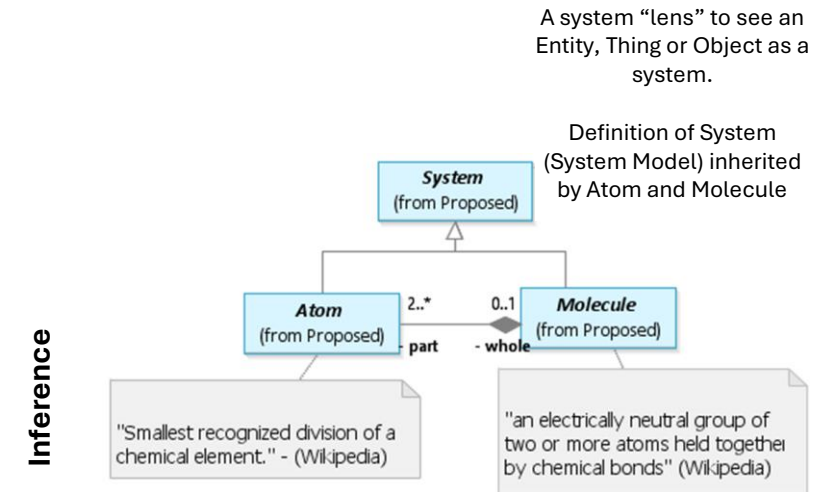 A system “lens” to see an
Entity, Thing or Object as a
system.
Definition of System
(System Model) inherited
by Atom and Molecule
System
(from Proposed)
Atom
(from Proposed)
2..*
0..1
- part
- whole
Molecule
(from Proposed)
Inference
"Smallest recognized division of a
chemical element." - (Wikipedia)
"an electrically neutral group of
two or more atoms held together
by chemical bonds" (Wikipedia)